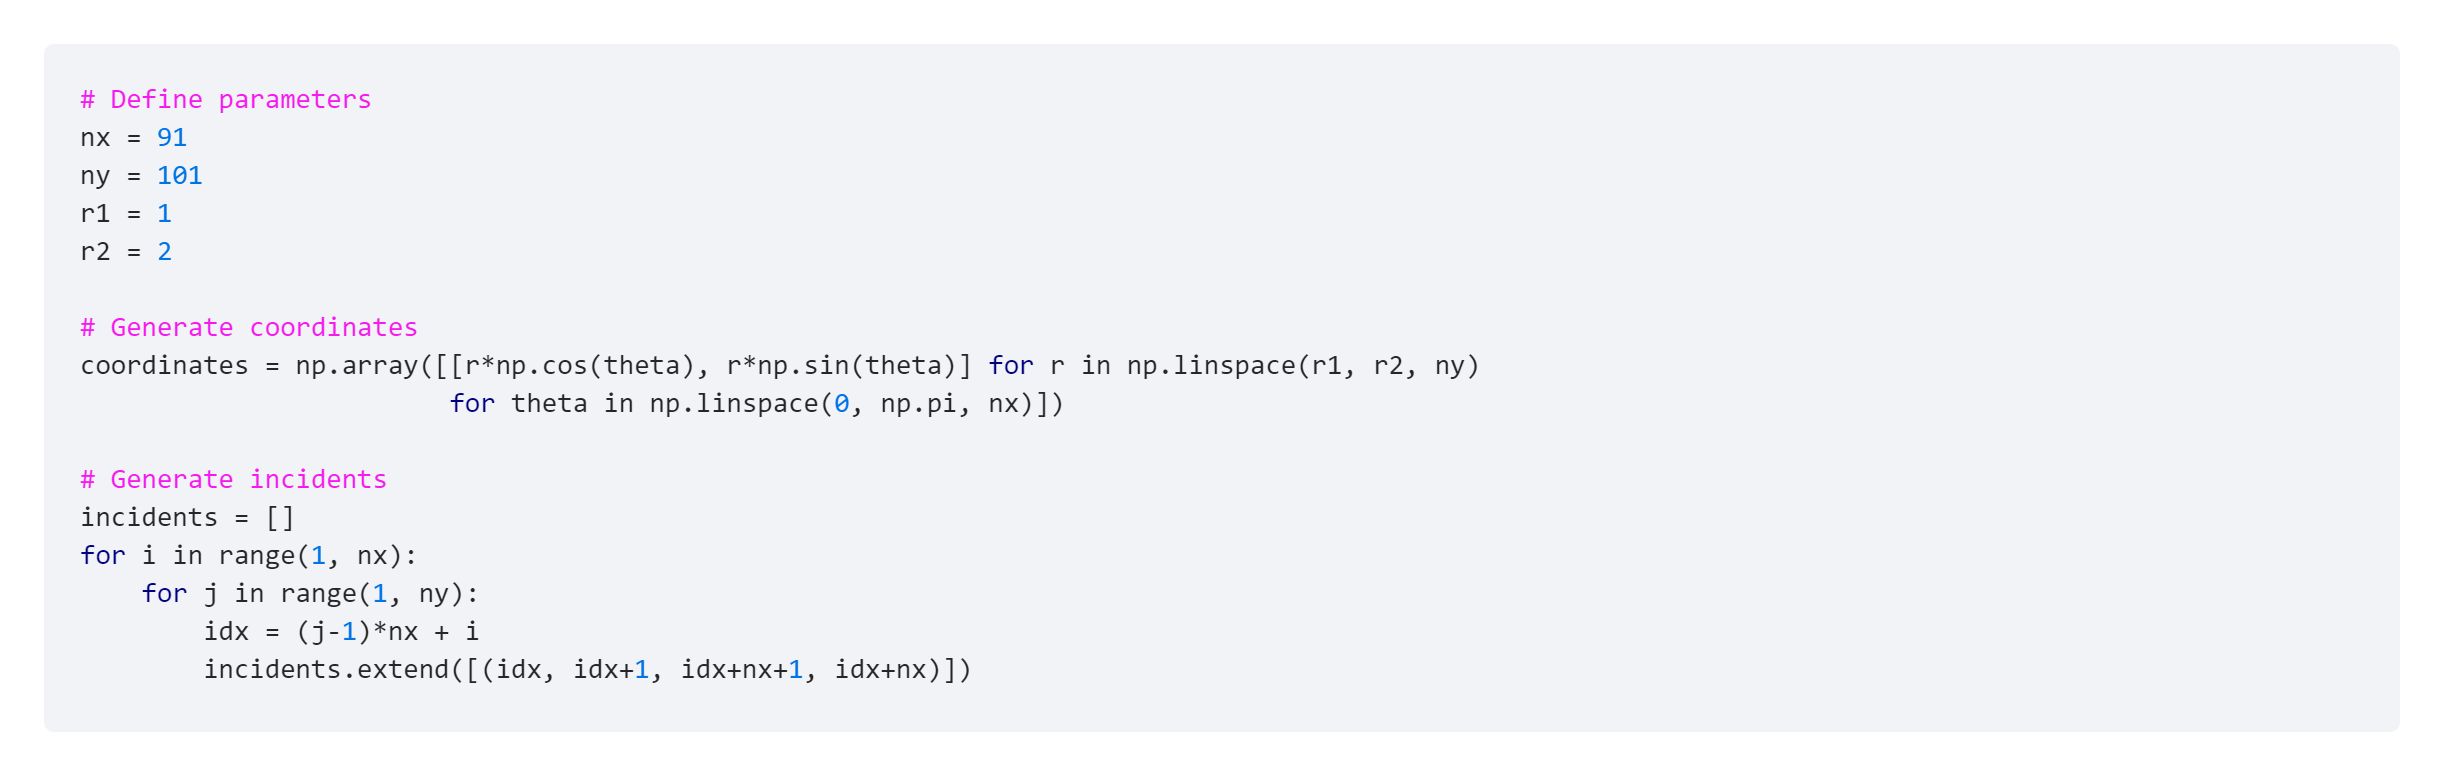 # Define parameters
nx = 91
ny = 101
r1 = 1
r2 = 2

# Generate coordinates
coordinates = np.array([[r*np.cos(theta), r*np.sin(theta)] for r in np.linspace(r1, r2, ny)
                        for theta in np.linspace(0, np.pi, nx)])

# Generate incidents
incidents = []
for i in range(1, nx):
    for j in range(1, ny):
        idx = (j-1)*nx + i
        incidents.extend([(idx, idx+1, idx+nx+1, idx+nx)])